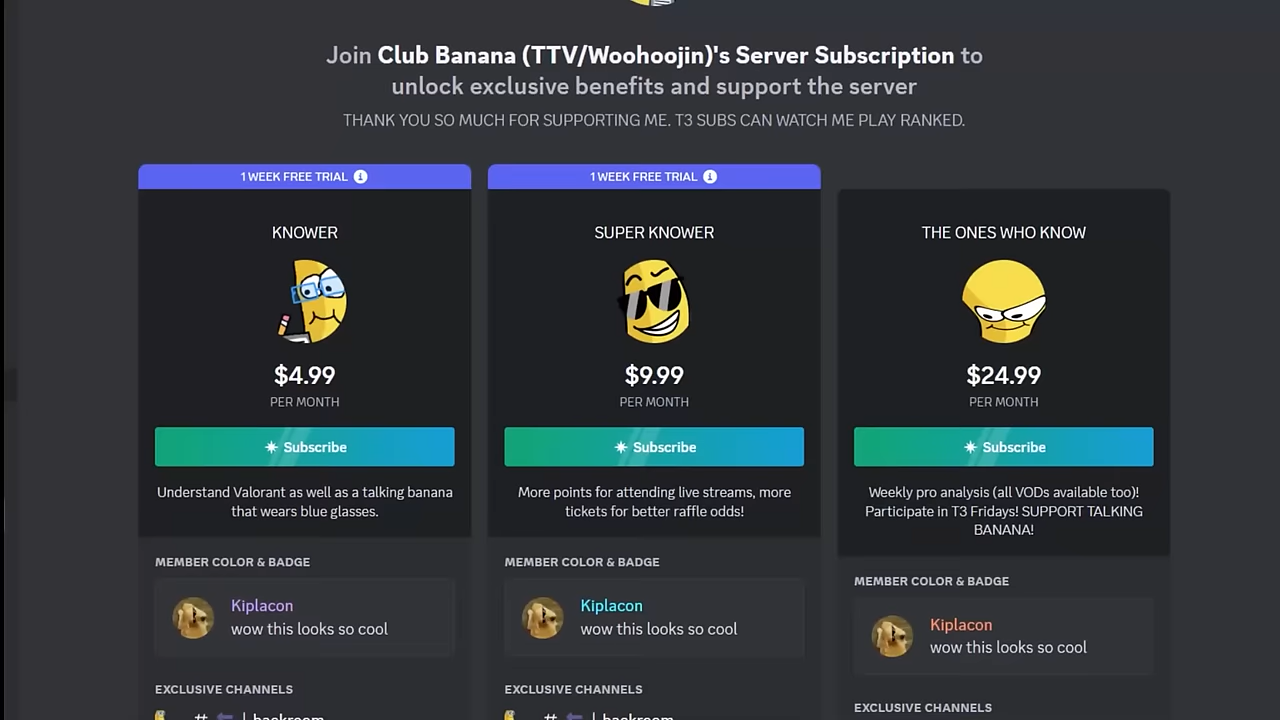 Join Club Banana (TTV/Woohoojin)'s Server Subscription to
unlock exclusive benefits and support the server
THANK YOU SO MUCH FOR SUPPORTING ME. T3 SUBS CAN WATCH ME PLAY RANKED.
1 WEEK FREE TRIAL
KNOWER
$4.99
PER MONTH
Subscribe
Understand Valorant as well as a talking banana
that wears blue glasses.
MEMBER COLOR & BADGE
Kiplacon
wow this looks so cool
EXCLUSIVE CHANNELS
# | backroom
1 WEEK FREE TRIAL
SUPER KNOWER
$9.99
PER MONTH
Subscribe
More points for attending live streams, more
tickets for better raffle odds!
MEMBER COLOR & BADGE
Kiplacon
wow this looks so cool
EXCLUSIVE CHANNELS
# | backroom
THE ONES WHO KNOW
$24.99
PER MONTH
Subscribe
Weekly pro analysis (all VODs available too)!
Participate in T3 Fridays! SUPPORT TALKING
BANANA!
MEMBER COLOR & BADGE
Kiplacon
wow this looks so cool
EXCLUSIVE CHANNELS